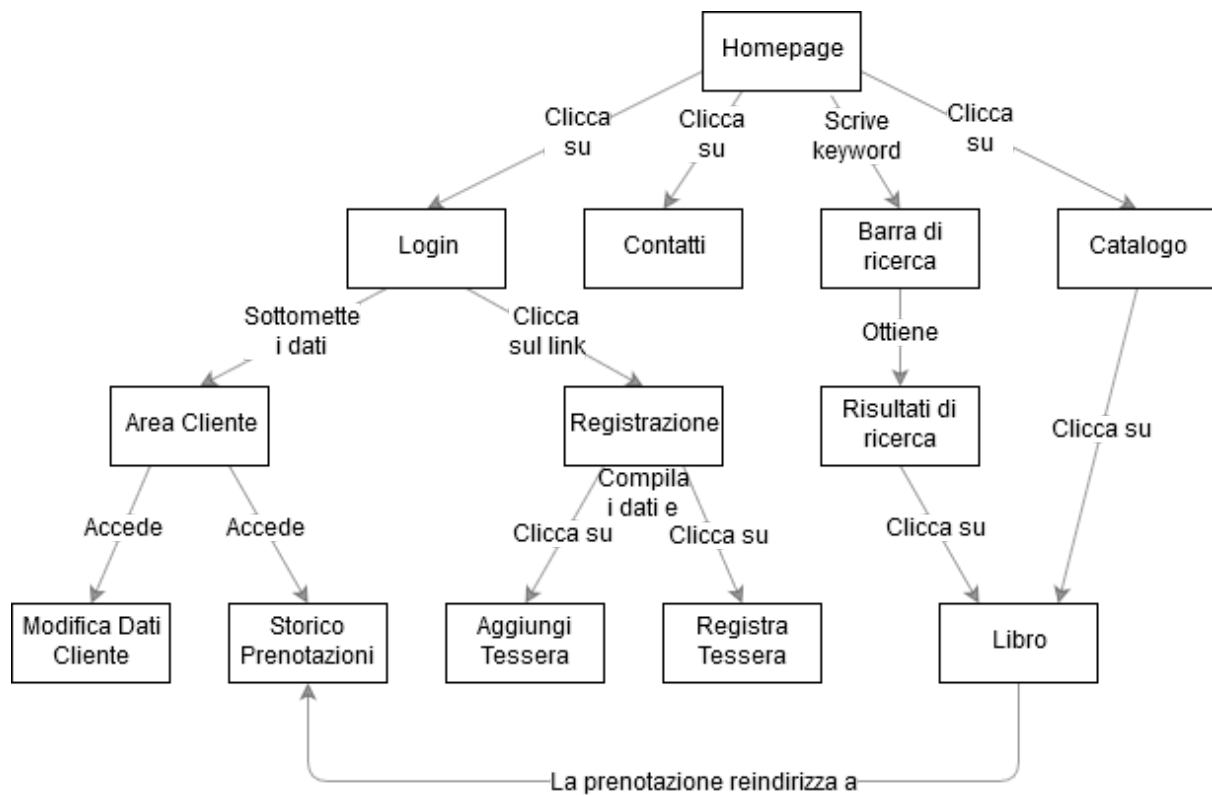 Homepage
Clicca
su
Clicca
su
Scrive
keyword
Clicca
su
Login
Contatti
Barra di
ricerca
Catalogo
Sottomette
i dati
Clicca
sul link
Ottiene
Area Cliente
Registrazione
Risultati di
ricerca
Clicca su
Accede
Accede
Compila
i dati e
Clicca su
Clicca su
Clicca su
Modifica Dati
Cliente
Storico
Prenotazioni
Aggiungi
Tessera
Registra
Tessera
Libro
La prenotazione reindirizza a